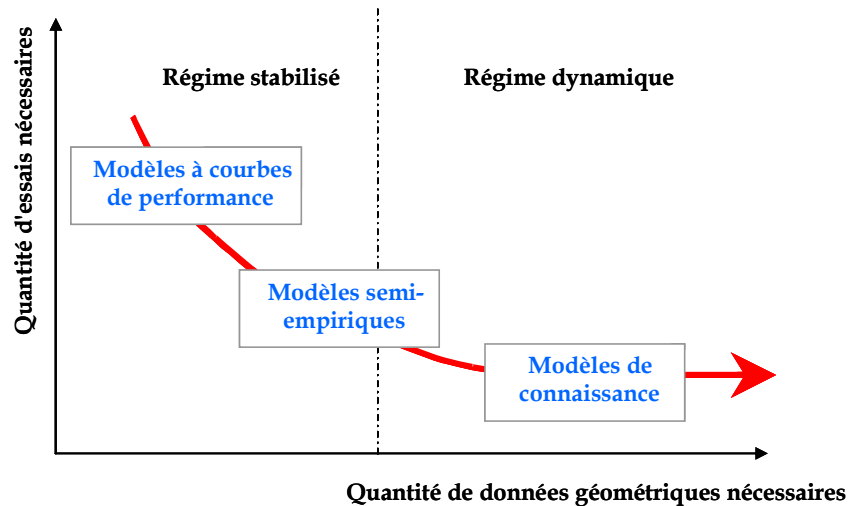 Quantité d'essais nécessaires
Régime stabilisé
Régime dynamique
Modèles à courbes
de performance
Modèles semi-
empiriques
Modèles de
connaissance
Quantité de données géométriques nécessaires